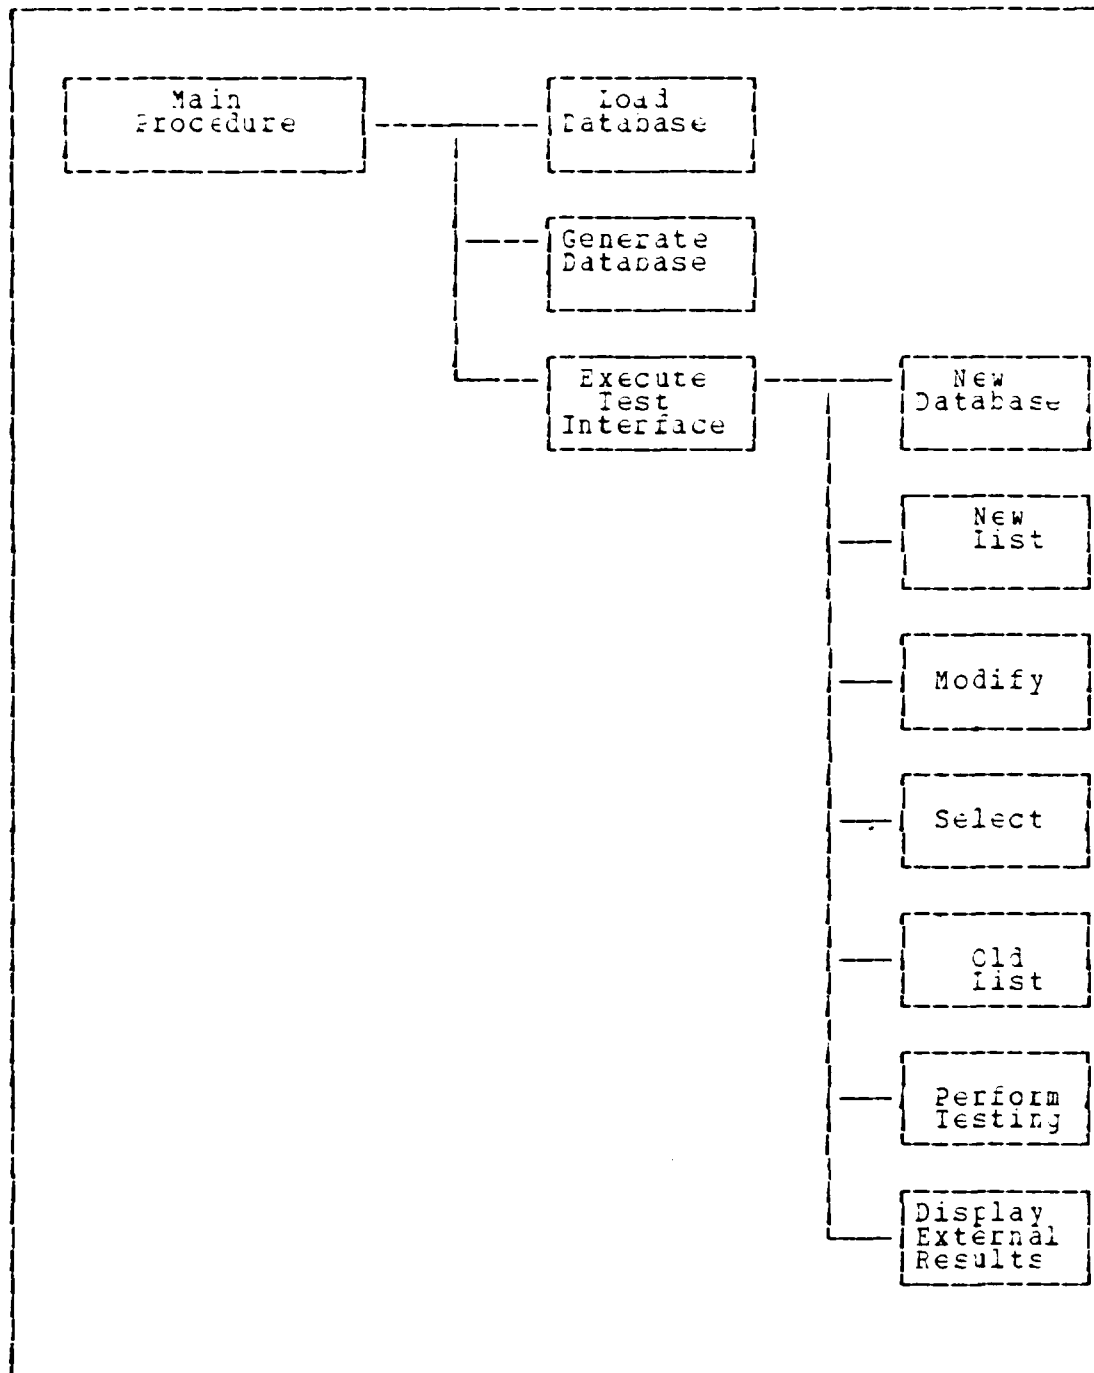 Main
Procedure
Load
Database
Generate
Database
Execute
Test
Interface
New
Database
New
List
Modify
Select
Old
List
Perform
Testing
Display
External
Results